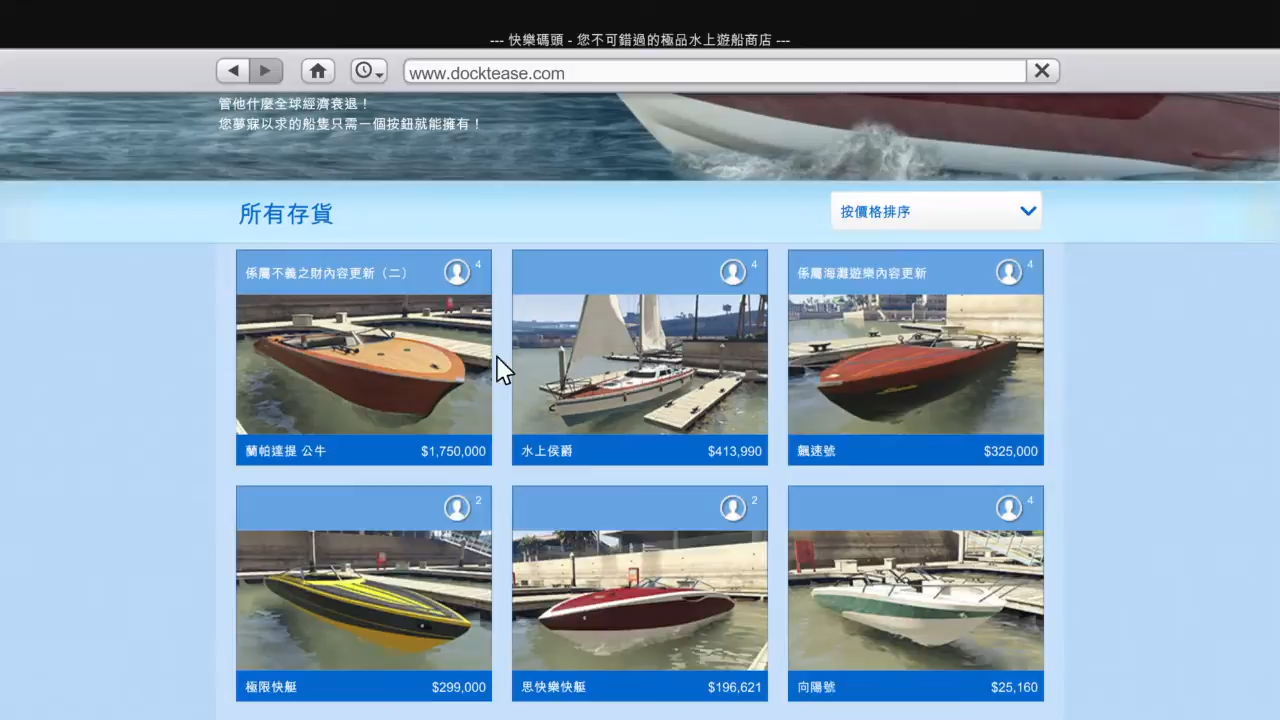 --- 快樂碼頭 - 您不可錯過的極品水上遊船商店 ---
www.docktease.com
管他什麼全球經濟衰退！
您夢寐以求的船隻只需一個按鈕就能擁有！
所有存貨
按價格排序
係屬不義之財內容更新（二）
4
4
係屬海灘遊樂內容更新
4
蘭帕達提 公牛
$1,750,000
水上侯爵
$413,990
飆速號
$325,000
2
2
4
極限快艇
$299,000
思快樂快艇
$196,621
向陽號
$25,160